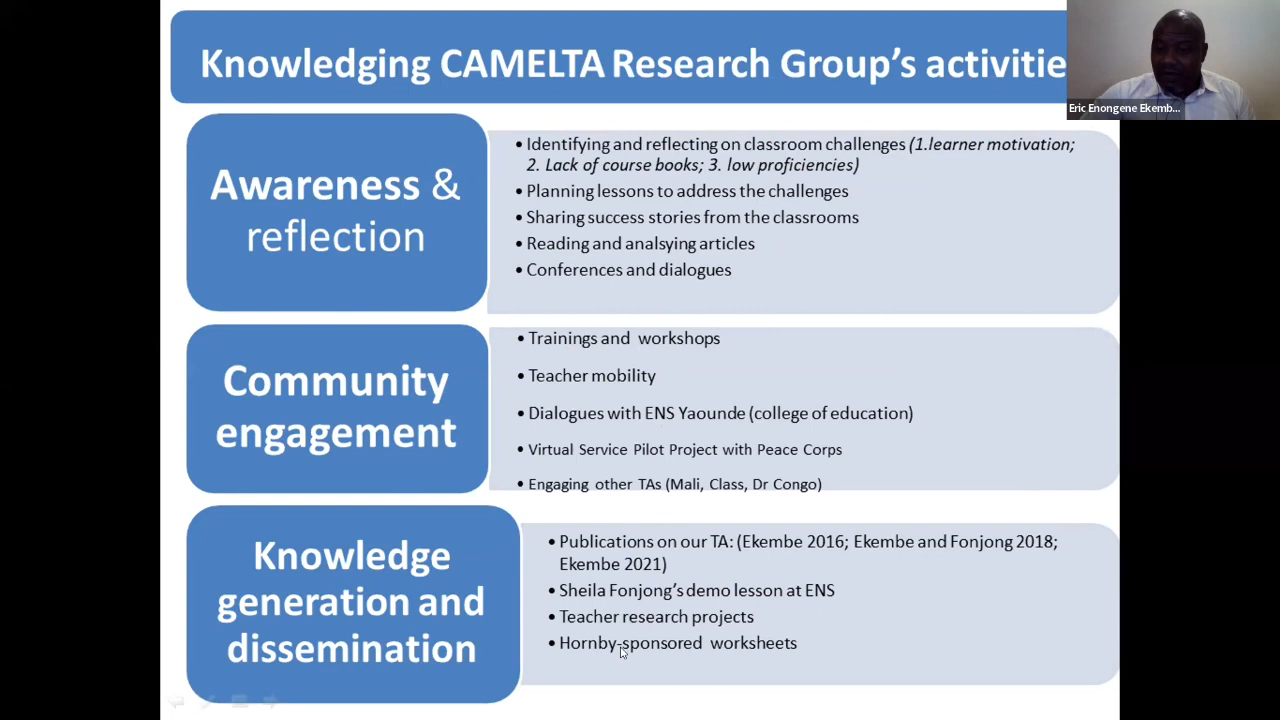 Knowledging CAMELTA Research Group’s activitie
Eric Enongene Ekemb...
Awareness &
reflection
• Identifying and reflecting on classroom challenges (1.learner motivation;
2. Lack of course books; 3. low proficiencies)
• Planning lessons to address the challenges
• Sharing success stories from the classrooms
• Reading and analsying articles
• Conferences and dialogues
Community
engagement
• Trainings and workshops
• Teacher mobility
• Dialogues with ENS Yaounde (college of education)
• Virtual Service Pilot Project with Peace Corps
• Engaging other TAs (Mali, Class, Dr Congo)
Knowledge
generation and
dissemination
• Publications on our TA: (Ekembe 2016; Ekembe and Fonjong 2018;
Ekembe 2021)
• Sheila Fonjong’s demo lesson at ENS
• Teacher research projects
• Hornby-sponsored worksheets